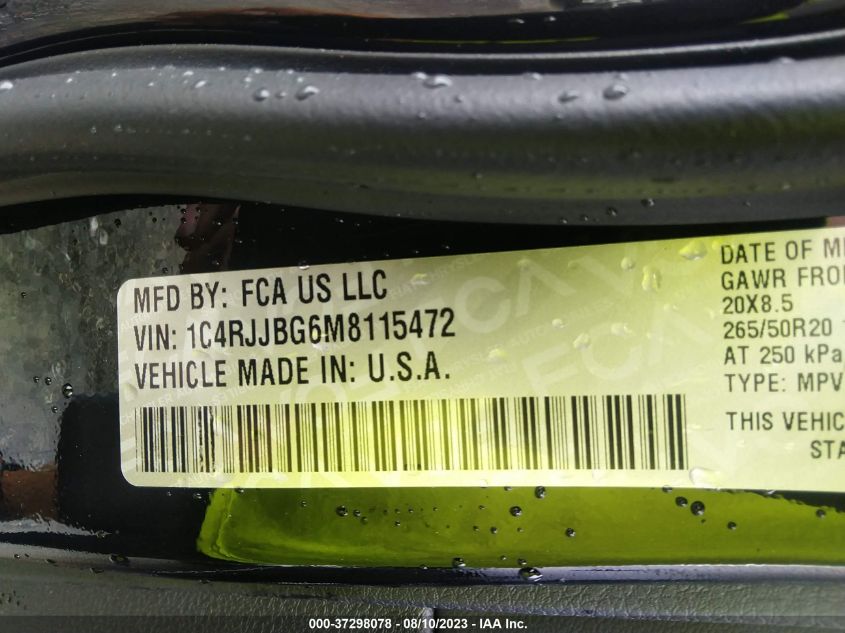 MFD BY: FCA US LLC
VIN: 1C4RJJBG6M8115472
VEHICLE MADE IN: U.S.A.
DATE OF M
GAWR FRO
20X8.5
265/50R20
AT 250 kPa
TYPE: MPV
THIS VEHIC
STA
000-37298078 - 08/10/2023 - © IAA Inc.